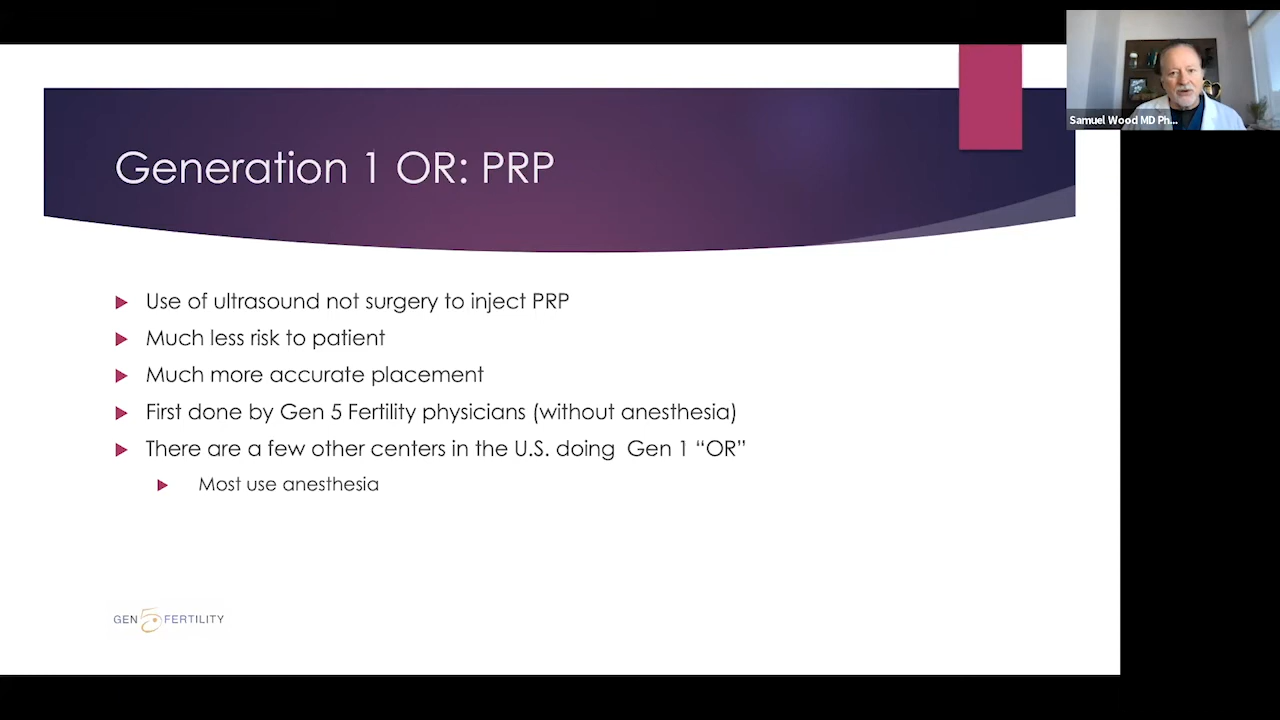 Samuel Wood MD Ph...
Generation 1 OR: PRP
Use of ultrasound not surgery to inject PRP
Much less risk to patient
Much more accurate placement
First done by Gen 5 Fertility physicians (without anesthesia)
There are a few other centers in the U.S. doing  Gen 1 “OR”
Most use anesthesia
GEN 5 FERTILITY